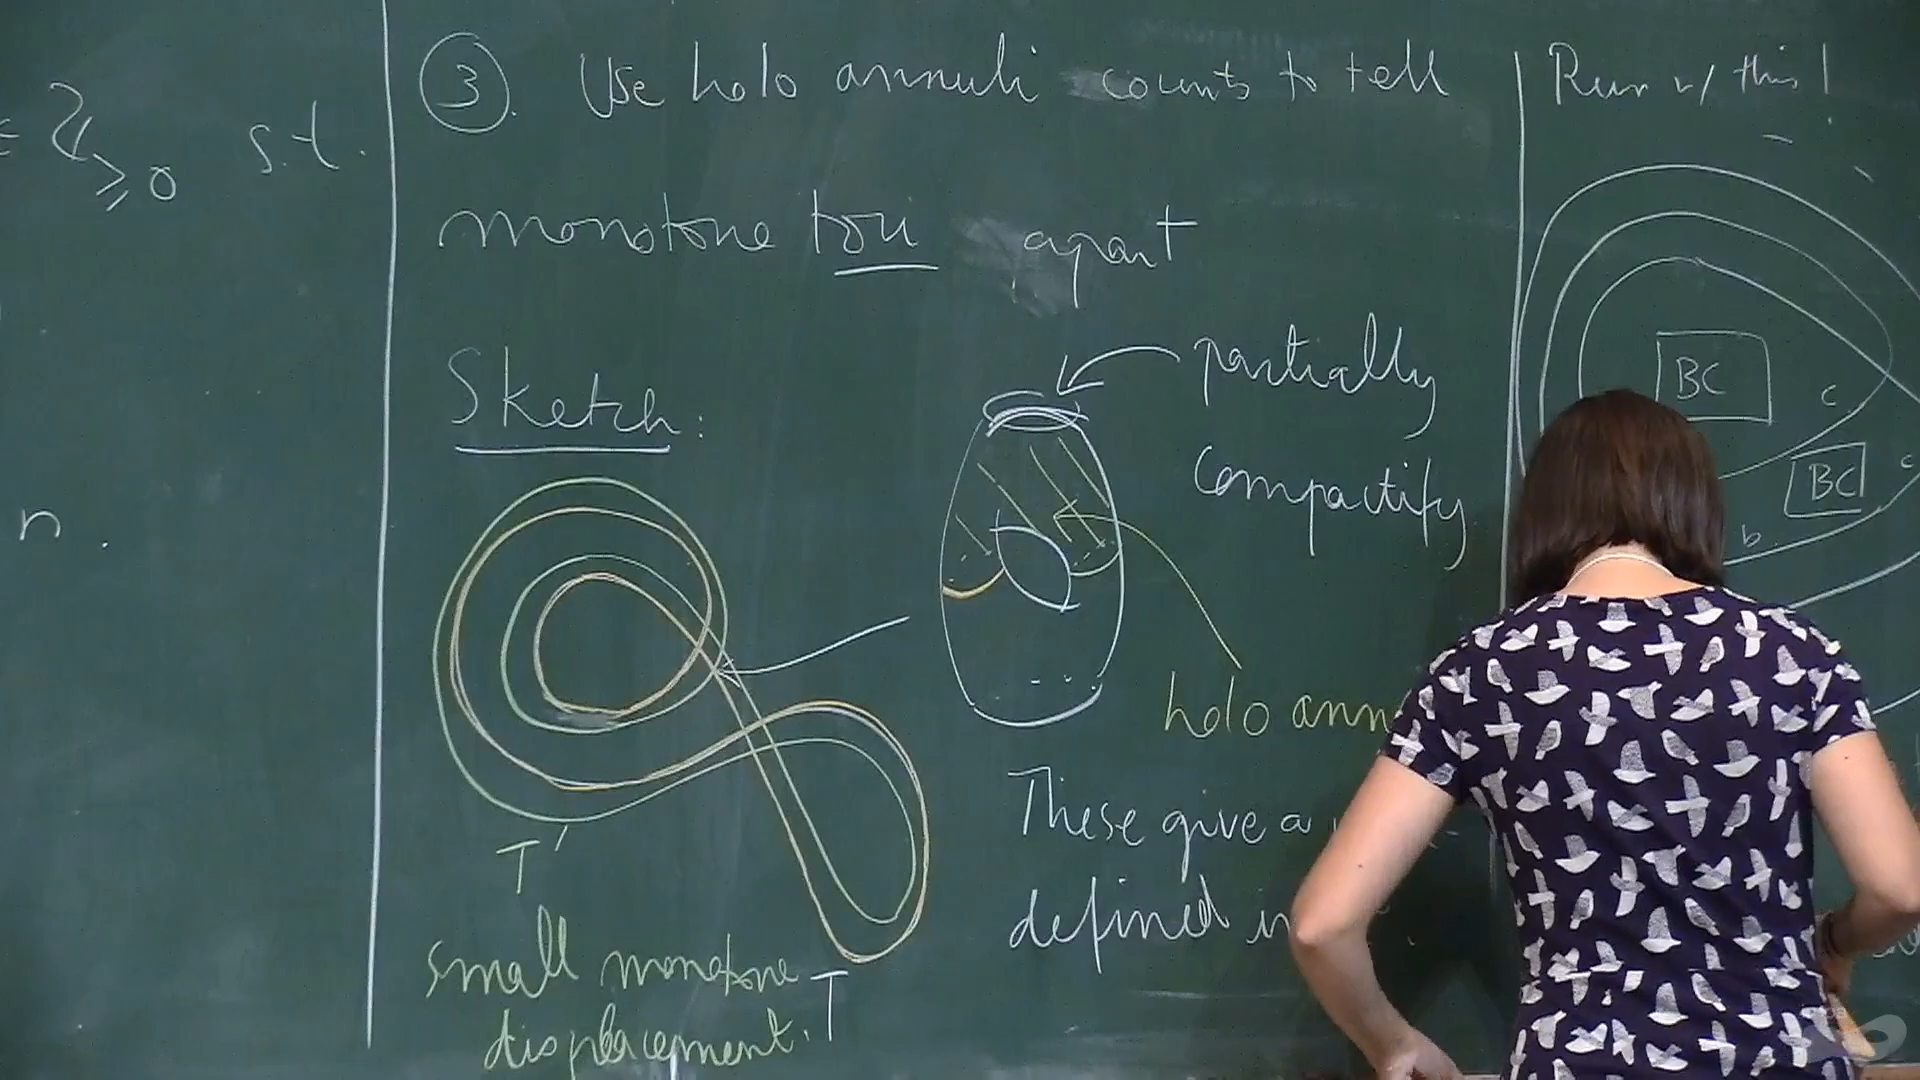 ≥0 s.t.
n.
③. Use holo annuli counts to tell
monotone tori apart
Sketch:
partially
compactify
holo ann
These give a
defined in
T'
small monotone
displacement.
T
T
Run w/ this!
BC
c
BC
c
b